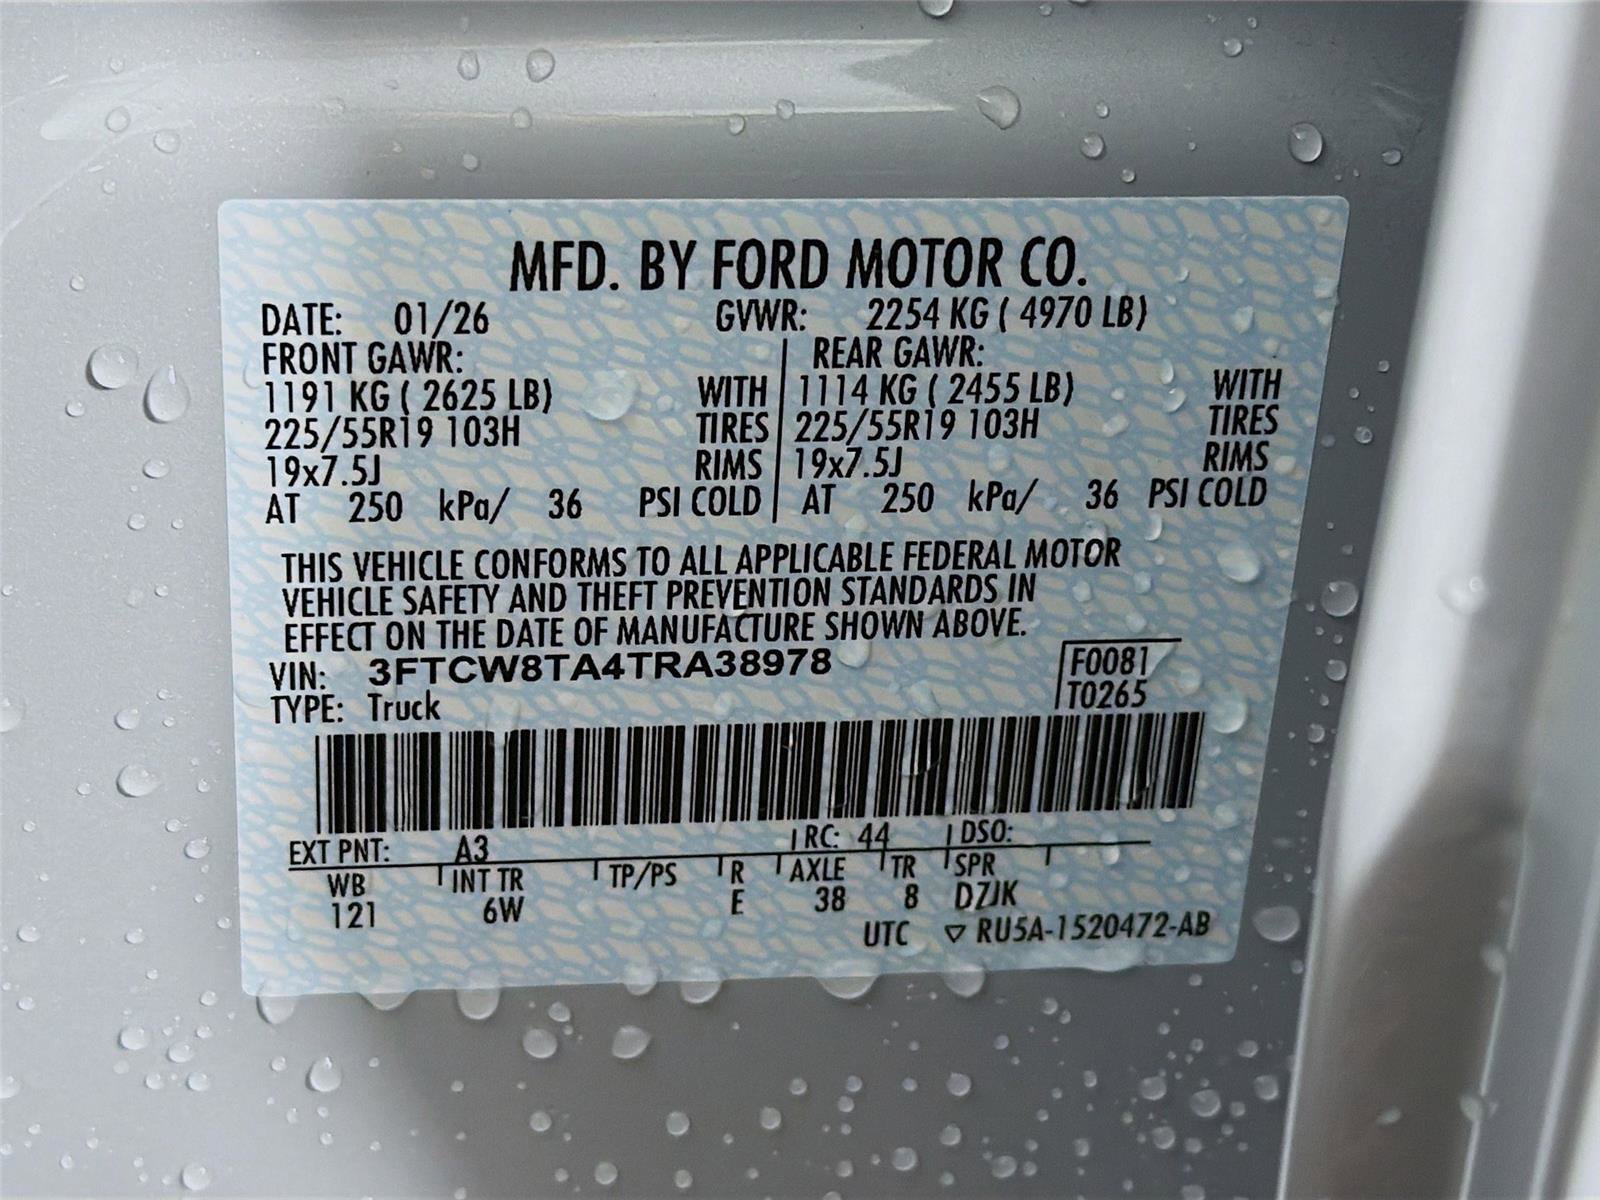 MFD. BY FORD MOTOR CO.
DATE: 01/26 GVWR: 2254 KG ( 4970 LB)
FRONT GAWR: REAR GAWR:
1191 KG ( 2625 LB) WITH 1114 KG ( 2455 LB) WITH
225/55R19 103H TIRES 225/55R19 103H TIRES
19x7.5J RIMS 19x7.5J RIMS
AT 250 kPa/ 36 PSI COLD AT 250 kPa/ 36 PSI COLD
THIS VEHICLE CONFORMS TO ALL APPLICABLE FEDERAL MOTOR
VEHICLE SAFETY AND THEFT PREVENTION STANDARDS IN
EFFECT ON THE DATE OF MANUFACTURE SHOWN ABOVE.
VIN: 3FTCW8TA4TRA38978 F0081
TYPE: Truck T0265
EXT PNT: A3 RC: 44 DSO:
WB INT TR TP/PS R AXLE TR SPR
121 6W E 38 8 D7JK
UTC ▽ RU5A-1520472-AB